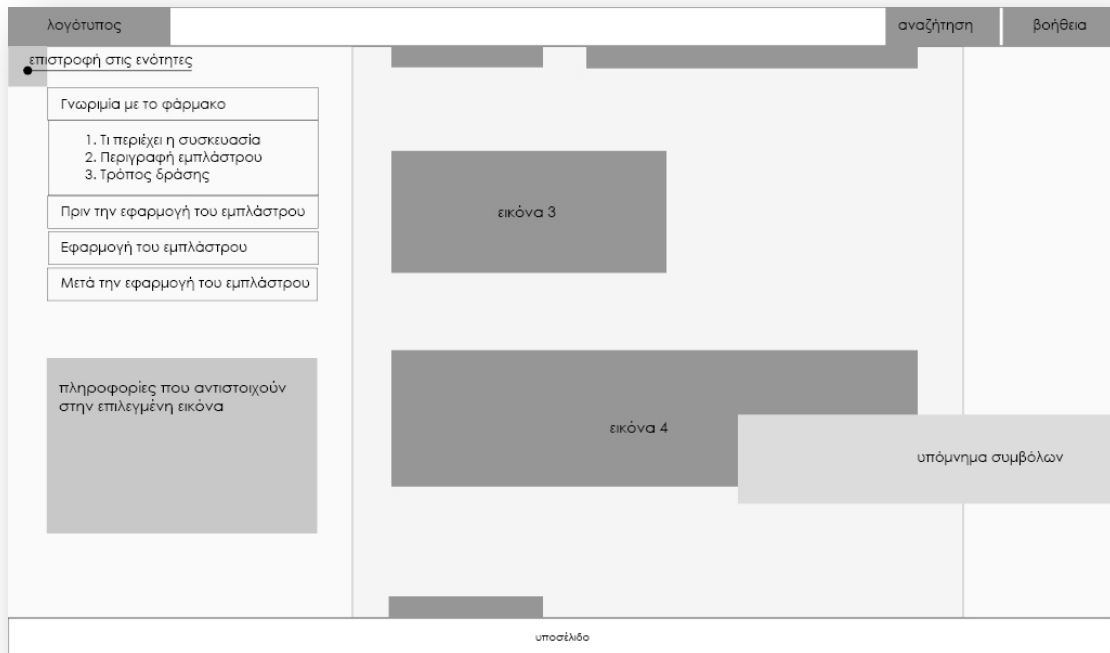 λογότυπος
αναζήτηση
βοήθεια
επιστροφή στις ενότητες
Γνωριμία με το φάρμακο
1. Τι περιέχει η συσκευασία
2. Περιγραφή εμπλάστρου
3. Τρόπος δράσης
Πριν την εφαρμογή του εμπλάστρου
Εφαρμογή του εμπλάστρου
Μετά την εφαρμογή του εμπλάστρου
πληροφορίες που αντιστοιχούν
στην επιλεγμένη εικόνα
εικόνα 3
εικόνα 4
υπόμνημα συμβόλων
υποσέλιδο